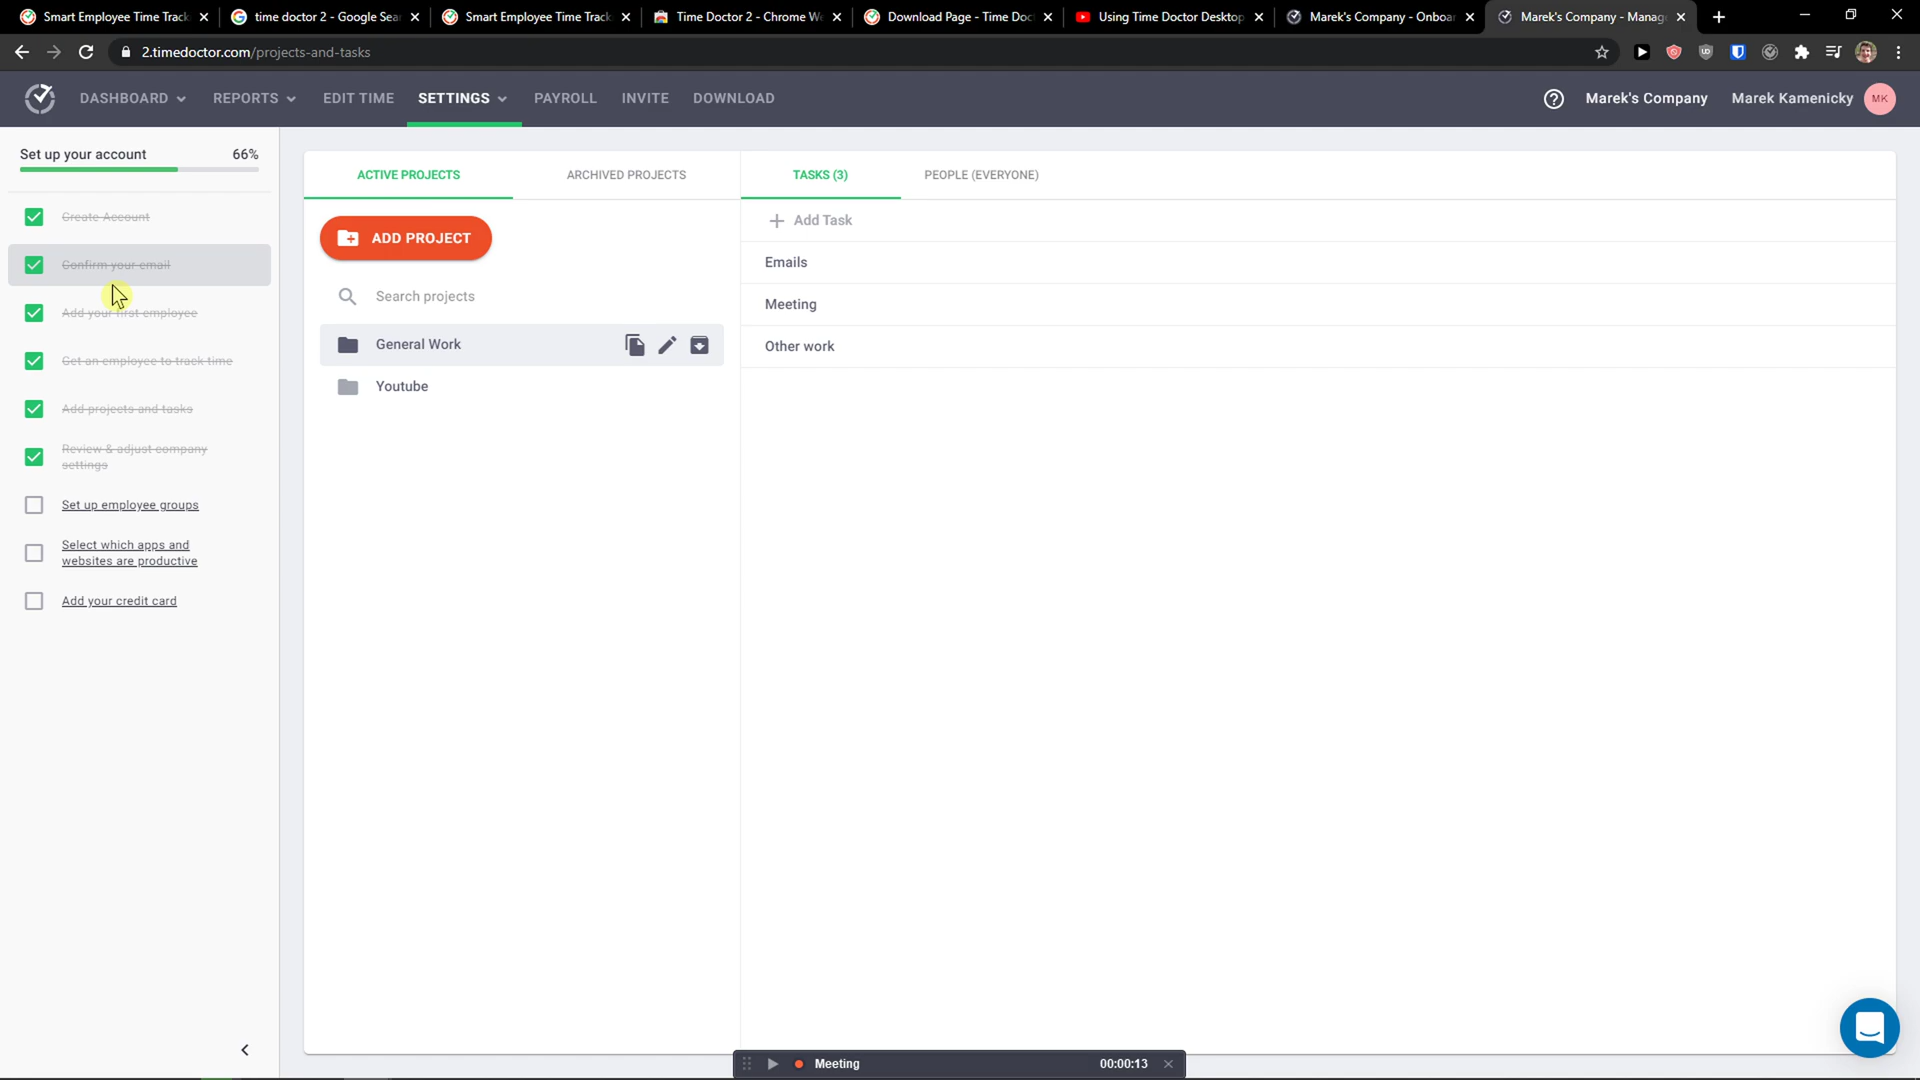 Smart Employee Time Track
time doctor 2 - Google Sea
Smart Employee Time Track
Time Doctor 2 - Chrome We
Download Page - Time Doct
Using Time Doctor Desktop
Marek's Company - Onboa
Marek's Company - Manag
2.timedoctor.com/projects-and-tasks
DASHBOARD
REPORTS
EDIT TIME
SETTINGS
PAYROLL
INVITE
DOWNLOAD
Marek's Company
Marek Kamenicky
MK
Set up your account
66%
Create Account
Confirm your email
Add your first employee
Get an employee to track time
Add projects and tasks
Review & adjust company
settings
Set up employee groups
Select which apps and
websites are productive
Add your credit card
ACTIVE PROJECTS
ARCHIVED PROJECTS
ADD PROJECT
Search projects
General Work
Youtube
TASKS (3)
PEOPLE (EVERYONE)
Add Task
Emails
Meeting
Other work
Meeting
00:00:13